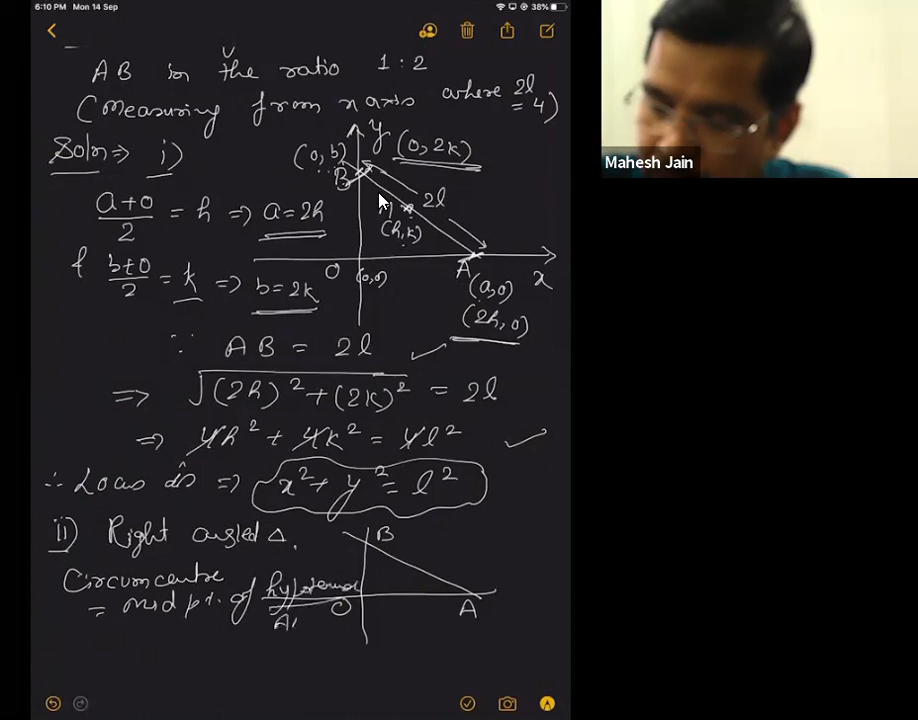 6:10 PM Mon 14 Sep
38%
AB in the ratio 1:2
(Measuring from x axis where 2l = 4)
Soln => i)
Y
(0, b) (0, 2k)
B
a+0/2 = h => a = 2h
2l
(h, k)
& b+0/2 = k => b = 2k
O (0,0) A x
(a,0)
(2h, 0)
∵ AB = 2l
=> √(2h)² + (2k)² = 2l
=> 4h² + 4k² = 4l²
∴ Locus is => x² + y² = l²
ii) Right angled Δ.
B
Circumcentre
= mid pt. of hypotenuse
O A
Mahesh Jain